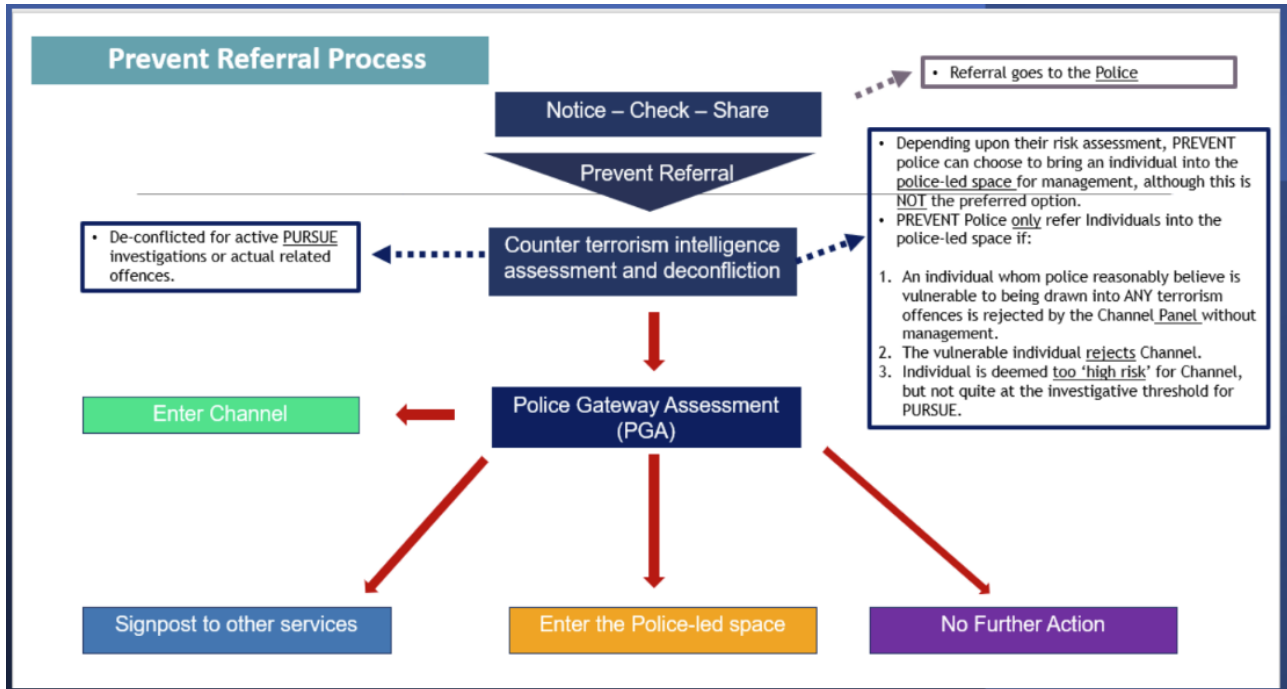 Prevent Referral Process
• Referral goes to the Police
Notice – Check – Share
Prevent Referral
• Depending upon their risk assessment, PREVENT
police can choose to bring an individual into the
police-led space for management, although this is
NOT the preferred option.
• PREVENT Police only refer Individuals into the
police-led space if:
1. An individual whom police reasonably believe is
vulnerable to being drawn into ANY terrorism
offences is rejected by the Channel Panel without
management.
2. The vulnerable individual rejects Channel.
3. Individual is deemed too ‘high risk’ for Channel,
but not quite at the investigative threshold for
PURSUE.
• De-conflicted for active PURSUE
investigations or actual related
offences.
Counter terrorism intelligence
assessment and deconfliction
Enter Channel
Police Gateway Assessment
(PGA)
Signpost to other services
Enter the Police-led space
No Further Action